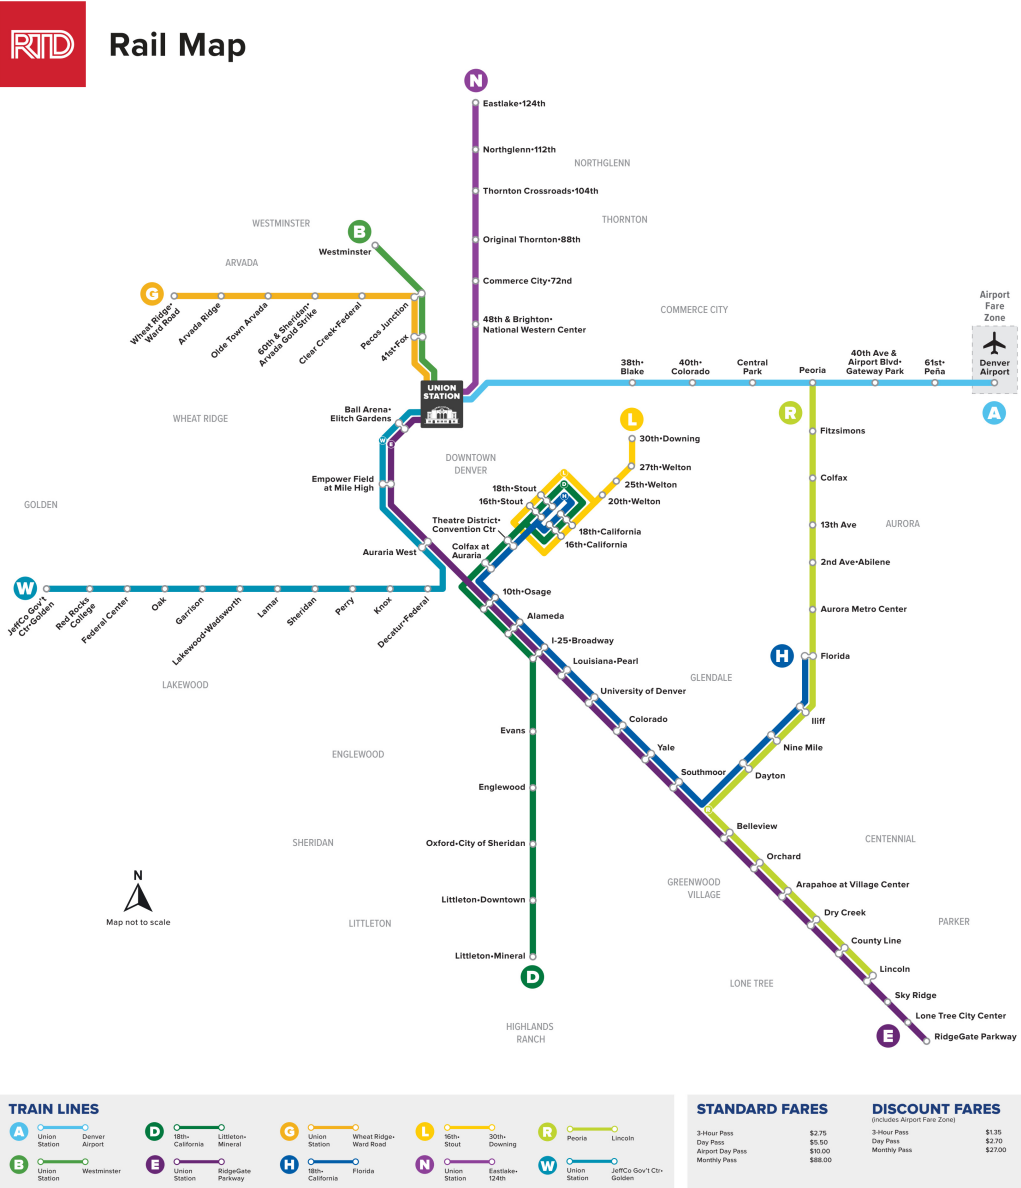 RTD
Rail Map
N
Eastlake•124th
Northglenn•112th
NORTHGLENN
Thornton Crossroads•104th
THORNTON
WESTMINSTER
B
Original Thornton•88th
Westminster
ARVADA
Commerce City•72nd
G
Wheat Ridge•
Ward Road
Arvada Ridge
Olde Town Arvada
60th & Sheridan•
Arvada Gold Strike
Clear Creek•Federal
Pecos Junction
41st•Fox
48th & Brighton•
National Western Center
COMMERCE CITY
Airport
Fare
Zone
UNION
STATION
38th•
Blake
40th•
Colorado
Central
Park
Peoria
40th Ave &
Airport Blvd•
Gateway Park
61st•
Peña
Denver
Airport
A
R
L
Ball Arena•
Elitch Gardens
WHEAT RIDGE
W
E
Fitzsimons
30th•Downing
DOWNTOWN
DENVER
27th•Welton
Colfax
Empower Field
at Mile High
L
D
H
25th•Welton
18th•Stout
16th•Stout
20th•Welton
GOLDEN
Theatre District•
Convention Ctr
18th•California
16th•California
13th Ave
AURORA
Auraria West
Colfax at
Auraria
2nd Ave•Abilene
W
JeffCo Gov't
Ctr•Golden
Red Rocks
College
Federal Center
Oak
Garrison
Lakewood•Wadsworth
Lamar
Sheridan
Perry
Knox
Decatur•Federal
10th•Osage
Aurora Metro Center
Alameda
I-25•Broadway
H
Florida
Louisiana•Pearl
GLENDALE
LAKEWOOD
University of Denver
Colorado
Iliff
Evans
Yale
Nine Mile
ENGLEWOOD
Southmoor
Dayton
Englewood
Belleview
SHERIDAN
Oxford•City of Sheridan
CENTENNIAL
Orchard
N
GREENWOOD
VILLAGE
Arapahoe at Village Center
Littleton•Downtown
Map not to scale
LITTLETON
Dry Creek
PARKER
County Line
Littleton•Mineral
Lincoln
D
LONE TREE
Sky Ridge
HIGHLANDS
RANCH
Lone Tree City Center
E
RidgeGate Parkway
TRAIN LINES
A
Union
Station
Denver
Airport
D
18th•
California
Littleton•
Mineral
G
Union
Station
Wheat Ridge•
Ward Road
L
16th•
Stout
30th•
Downing
R
Peoria
Lincoln
B
Union
Station
Westminster
E
Union
Station
RidgeGate
Parkway
H
18th•
California
Florida
N
Union
Station
Eastlake•
124th
W
Union
Station
JeffCo Gov't Ctr•
Golden
STANDARD FARES
3-Hour Pass $2.75
Day Pass $5.50
Airport Day Pass $10.00
Monthly Pass $88.00
DISCOUNT FARES
(includes Airport Fare Zone)
3-Hour Pass $1.35
Day Pass $2.70
Monthly Pass $27.00